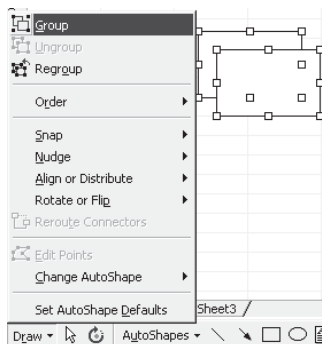 Group
Ungroup
Regroup
Order
Snap
Nudge
Align or Distribute
Rotate or Flip
Reroute Connectors
Edit Points
Change AutoShape
Set AutoShape Defaults
Sheet3
Draw
AutoShapes